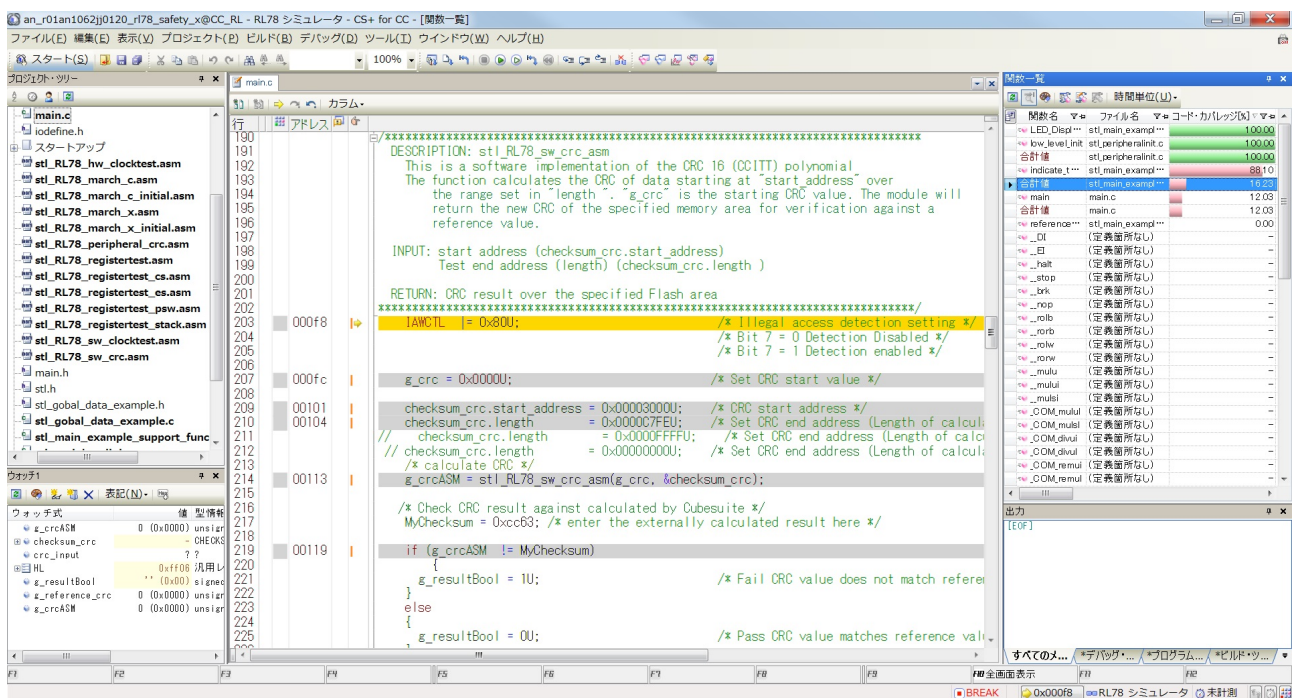 an_r01an1062jj0120_rl78_safety_x@CC_RL - RL78 シミュレータ - CS+ for CC - [関数一覧]
ファイル(F) 編集(E) 表示(V) プロジェクト(P) ビルド(B) デバッグ(D) ツール(T) ウインドウ(W) ヘルプ(H)
スタート(S) 100%
プロジェクト・ツリー
main.c
iodefine.h
スタートアップ
stl_RL78_hw_clocktest.asm
stl_RL78_march_c.asm
stl_RL78_march_c_initial.asm
stl_RL78_march_x.asm
stl_RL78_march_x_initial.asm
stl_RL78_peripheral_crc.asm
stl_RL78_registertest.asm
stl_RL78_registertest_cs.asm
stl_RL78_registertest_es.asm
stl_RL78_registertest_psw.asm
stl_RL78_registertest_stack.asm
stl_RL78_sw_clocktest.asm
stl_RL78_sw_crc.asm
main.h
stl.h
stl_gobal_data_example.h
stl_gobal_data_example.c
stl_main_example_support_func
ウォッチ1
表記(N)
ウォッチ式 値 型情報
g_crcASM 0 (0x0000) unsigr
checksum_crc - CHECKS
crc_input ? ?
HL 0xff06 汎用レ
g_resultBool '' (0x00) signed
g_reference_crc 0 (0x0000) unsigr
g_crcASM 0 (0x0000) unsigr
main.c
カラム
行 アドレス
190 /*****************************************************************************
191 DESCRIPTION: stl_RL78_sw_crc_asm
192 This is a software implementation of the CRC 16 (CCITT) polynomial
193 The function calculates the CRC of data starting at "start_address" over
194 the range set in "length ". "g_crc" is the starting CRC value. The module will
195 return the new CRC of the specified memory area for verification against a
196 reference value.
197
198 INPUT: start address (checksum_crc.start_address)
199 Test end address (length) (checksum_crc.length )
200
201 RETURN: CRC result over the specified Flash area
202 *****************************************************************************/
203 000f8 IAWCTL |= 0x80U; /* Illegal access detection setting */
204 /* Bit 7 = 0 Detection Disabled */
205 /* Bit 7 = 1 Detection enabled */
206
207 000fc g_crc = 0x0000U; /* Set CRC start value */
208
209 00101 checksum_crc.start_address = 0x00003000U; /* CRC start address */
210 00104 checksum_crc.length = 0x0000C7FEU; /* Set CRC end address (Length of calcul
211 // checksum_crc.length = 0x0000FFFFU; /* Set CRC end address (Length of calc
212 // checksum_crc.length = 0x00000000U; /* Set CRC end address (Length of calcul
213 /* calculate CRC */
214 00113 g_crcASM = stl_RL78_sw_crc_asm(g_crc, &checksum_crc);
215
216 /* Check CRC result against calculated by Cubesuite */
217 MyChecksum = 0xcc63; /* enter the externally calculated result here */
218
219 00119 if (g_crcASM != MyChecksum)
220 {
221 g_resultBool = 1U; /* Fail CRC value does not match referen
222 }
223 else
224 {
225 g_resultBool = 0U; /* Pass CRC value matches reference val
関数一覧
時間単位(U)
関数名 ファイル名 コード・カバレッジ[%]
LED_Displ… stl_main_exampl… 100.00
low_level_init stl_peripheralinit.c 100.00
合計値 stl_peripheralinit.c 100.00
indicate_t… stl_main_exampl… 88.10
合計値 stl_main_exampl… 16.23
main main.c 12.03
合計値 main.c 12.03
reference… stl_main_exampl… 0.00
__DI (定義箇所なし) -
__EI (定義箇所なし) -
__halt (定義箇所なし) -
__stop (定義箇所なし) -
__brk (定義箇所なし) -
__nop (定義箇所なし) -
__rolb (定義箇所なし) -
__rorb (定義箇所なし) -
__rolw (定義箇所なし) -
__rorw (定義箇所なし) -
__mulu (定義箇所なし) -
__mului (定義箇所なし) -
__mulsi (定義箇所なし) -
_COM_mulul (定義箇所なし) -
_COM_mulsl (定義箇所なし) -
_COM_divui (定義箇所なし) -
_COM_divul (定義箇所なし) -
_COM_remui (定義箇所なし) -
_COM_remul (定義箇所なし) -
出力
[EOF]
すべてのメ… *デバッグ・… *プログラム… *ビルド・ツ…
F1 F2 F3 F4 F5 F6 F7 F8 F9 F10 全画面表示 F11 F12
BREAK 0x000f8 RL78 シミュレータ 未計測